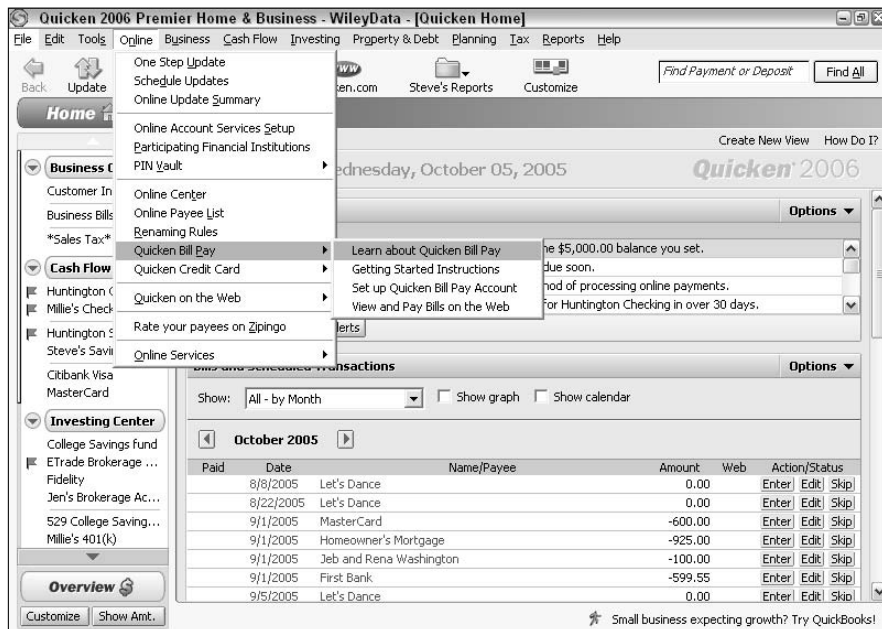 Quicken 2006 Premier Home & Business - WileyData - [Quicken Home]
File Edit Tools Online Business Cash Flow Investing Property & Debt Planning Tax Reports Help
Back Update en.com Steve's Reports Customize Find Payment or Deposit Find All
Home
One Step Update
Schedule Updates
Online Update Summary
Online Account Services Setup
Participating Financial Institutions
PIN Vault
Online Center
Online Payee List
Renaming Rules
Quicken Bill Pay
Quicken Credit Card
Quicken on the Web
Rate your payees on Zipingo
Online Services
Learn about Quicken Bill Pay
Getting Started Instructions
Set up Quicken Bill Pay Account
View and Pay Bills on the Web
Create New View How Do I?
ednesday, October 05, 2005 Quicken 2006
Options
he $5,000.00 balance you set.
due soon.
hod of processing online payments.
for Huntington Checking in over 30 days.
lerts
Business C
Customer In
Business Bills
*Sales Tax*
Cash Flow
Huntington C
Millie's Check
Huntington S
Steve's Savi
Citibank Visa
MasterCard
Investing Center
College Savings fund
ETrade Brokerage ...
Fidelity
Jen's Brokerage Ac...
529 College Saving...
Millie's 401(k)
Overview
Customize Show Amt.
Bills and Scheduled Transactions Options
Show: All - by Month Show graph Show calendar
October 2005
Paid Date Name/Payee Amount Web Action/Status
8/8/2005 Let's Dance 0.00 Enter Edit Skip
8/22/2005 Let's Dance 0.00 Enter Edit Skip
9/1/2005 MasterCard -600.00 Enter Edit Skip
9/1/2005 Homeowner's Mortgage -925.00 Enter Edit Skip
9/1/2005 Jeb and Rena Washington -100.00 Enter Edit Skip
9/1/2005 First Bank -599.55 Enter Edit Skip
9/5/2005 Let's Dance 0.00 Enter Edit Skip
Small business expecting growth? Try QuickBooks!